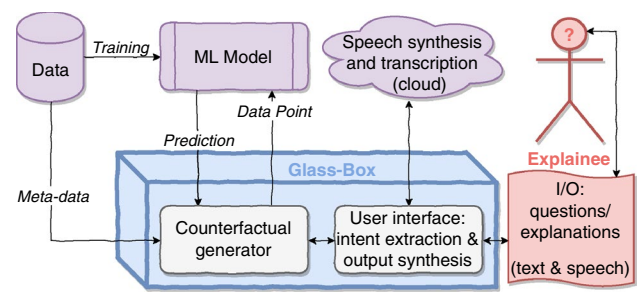 Data
Training
ML Model
Speech synthesis
and transcription
(cloud)
?
Data Point
Prediction
Explainee
Glass-Box
Meta-data
Counterfactual
generator
User interface:
intent extraction &
output synthesis
I/O:
questions/
explanations
(text & speech)